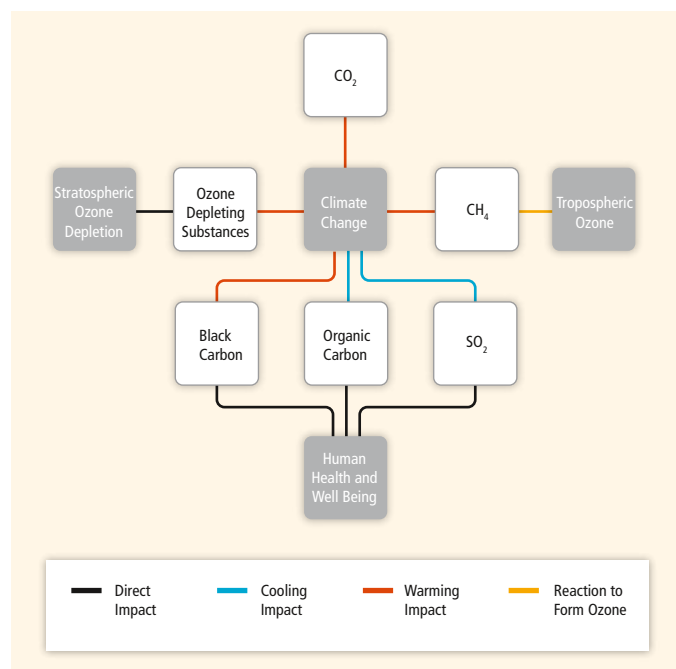 CO₂
Stratospheric
Ozone
Depletion
Ozone
Depleting
Substances
Climate
Change
CH₄
Tropospheric
Ozone
Black
Carbon
Organic
Carbon
SO₂
Human
Health and
Well Being
Direct
Impact
Cooling
Impact
Warming
Impact
Reaction to
Form Ozone